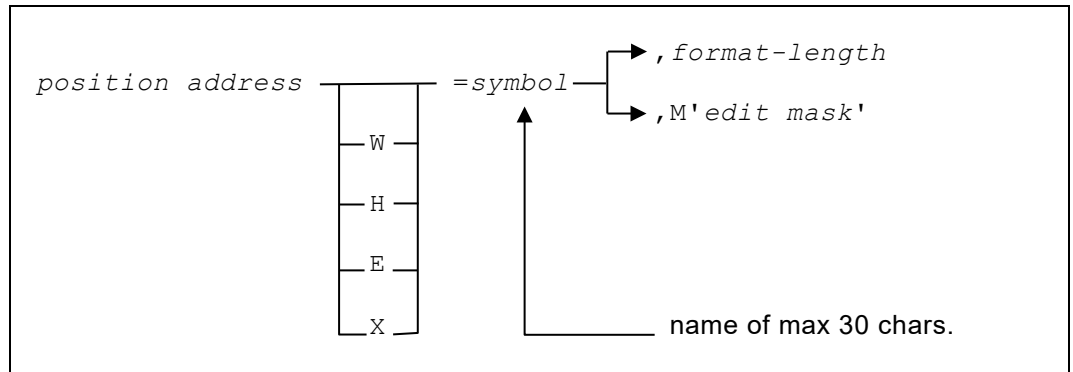 ,format-length
position address =symbol
,M'edit mask'
W
H
E
X
name of max 30 chars.